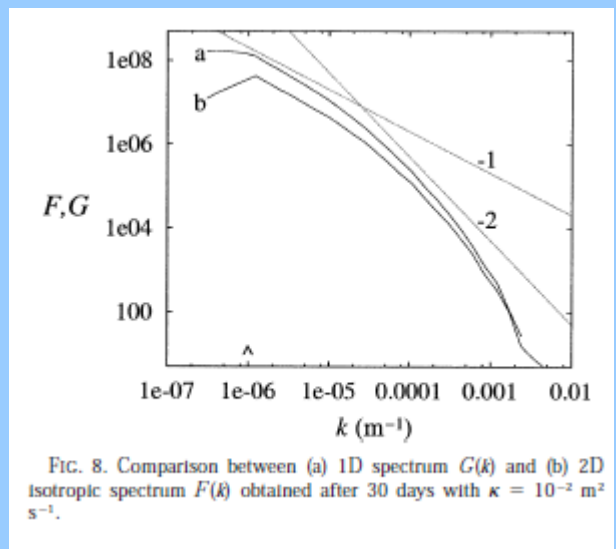 1e08
a
b
1e06
-1
F,G
1e04
-2
100
^
1e-07 1e-06 1e-05 0.0001 0.001 0.01
k (m⁻¹)
FIG. 8. Comparison between (a) 1D spectrum G(k) and (b) 2D
isotropic spectrum F(k) obtained after 30 days with κ = 10⁻² m²
s⁻¹.